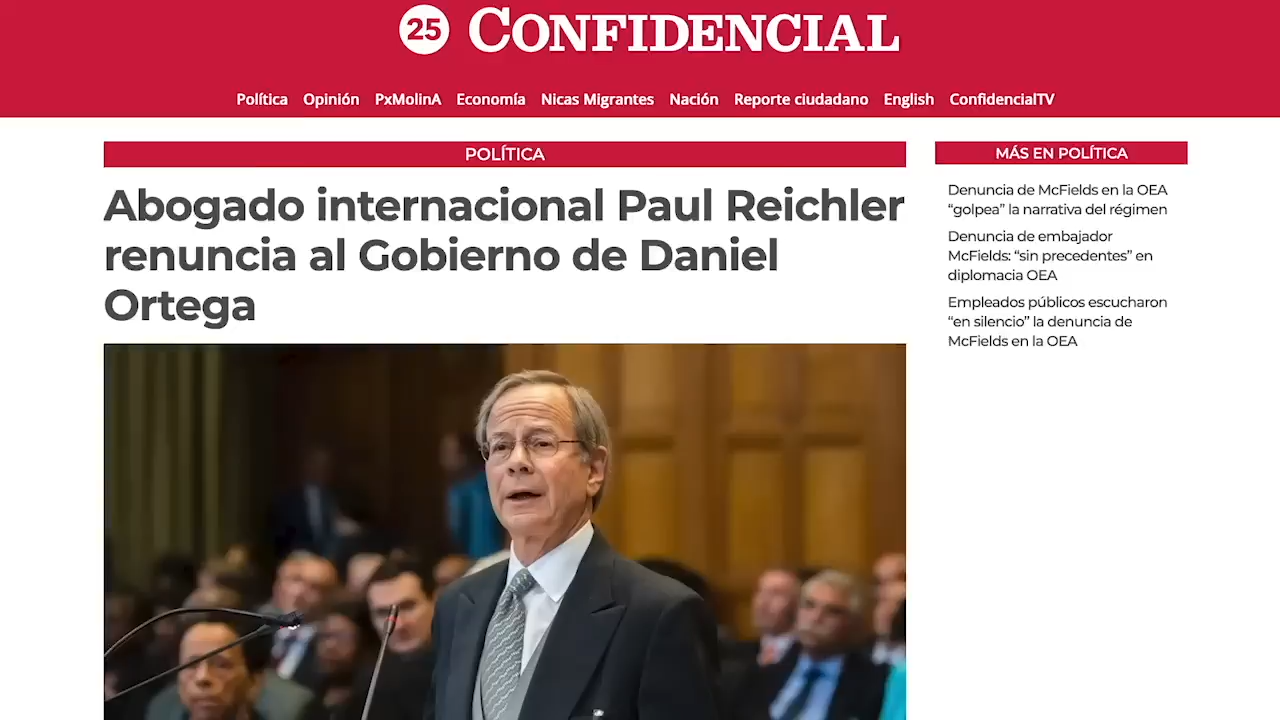 25 CONFIDENCIAL
Política Opinión PxMolinA Economía Nicas Migrantes Nación Reporte ciudadano English ConfidencialTV
POLÍTICA
Abogado internacional Paul Reichler
renuncia al Gobierno de Daniel
Ortega
MÁS EN POLÍTICA
Denuncia de McFields en la OEA
“golpea” la narrativa del régimen
Denuncia de embajador
McFields: “sin precedentes” en
diplomacia OEA
Empleados públicos escucharon
“en silencio” la denuncia de
McFields en la OEA